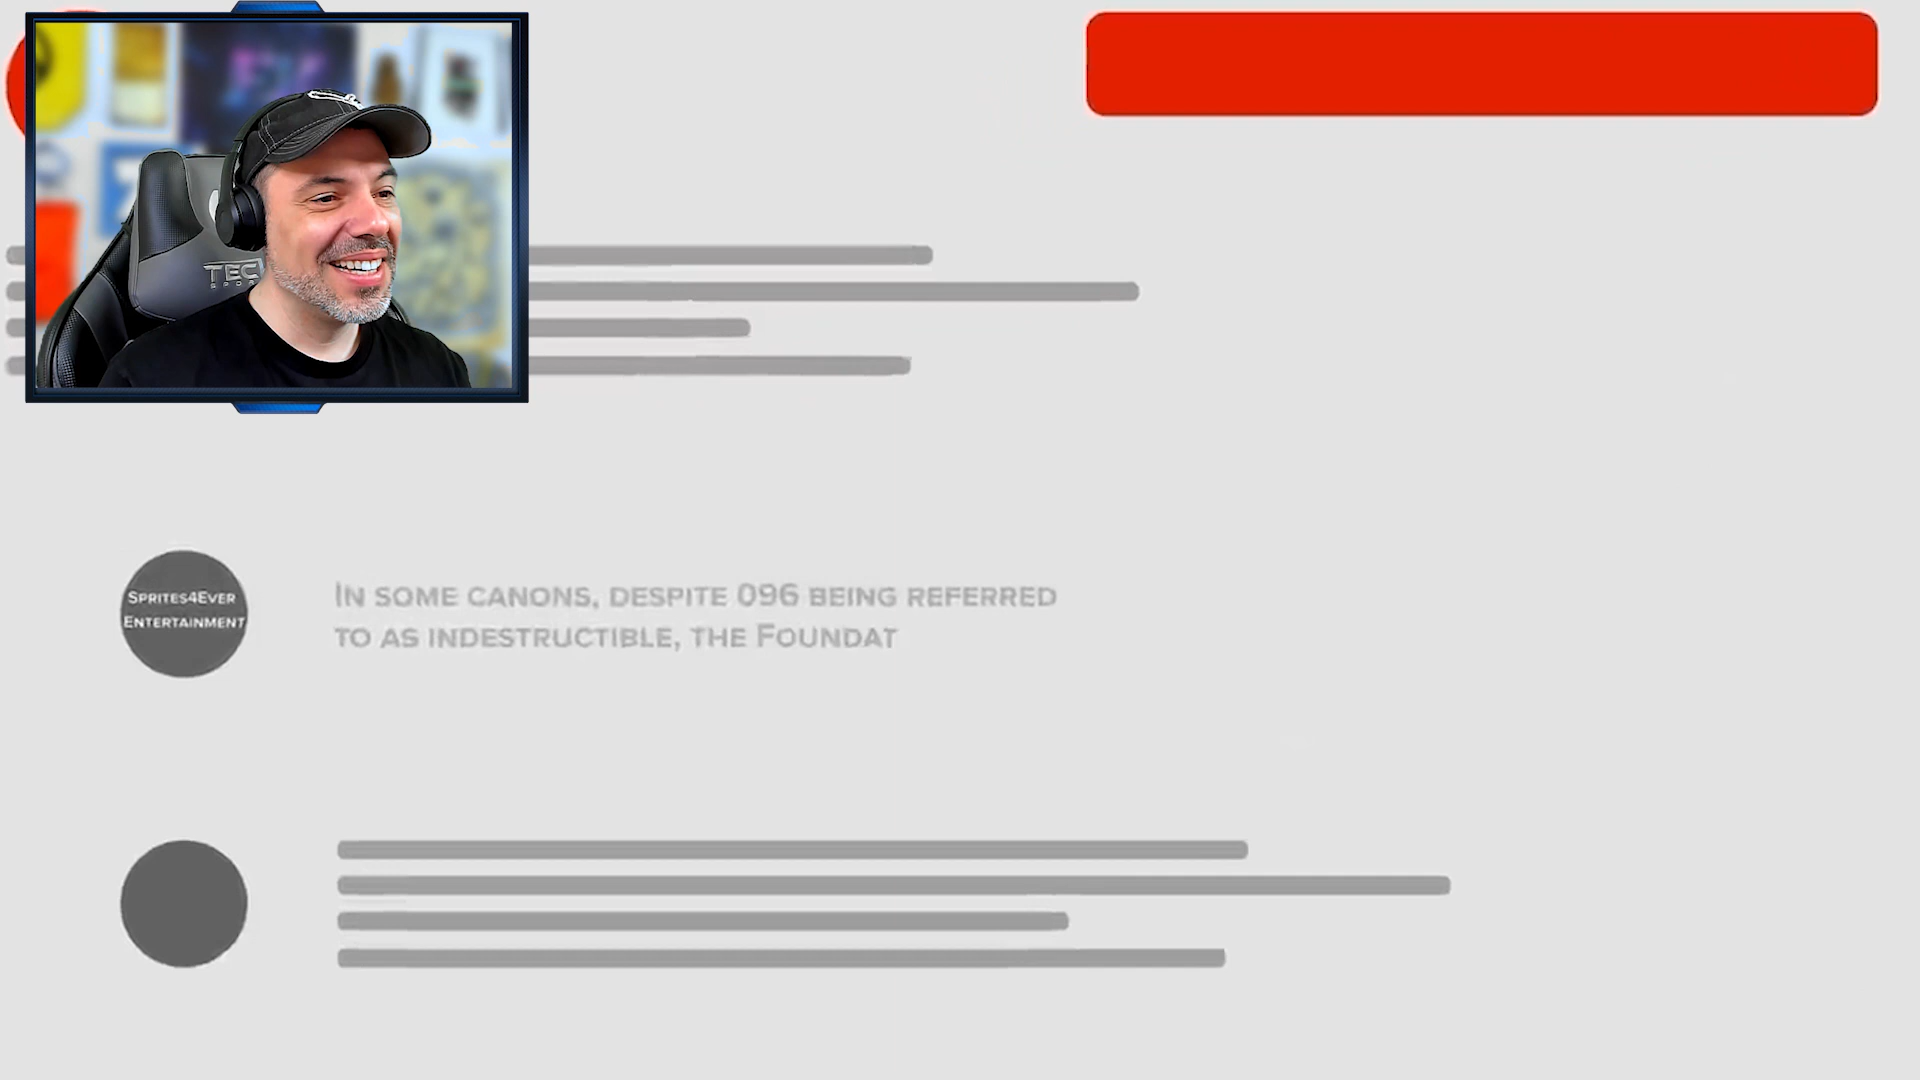 TEC
Sprites4Ever
Entertainment
In some canons, despite 096 being referred
to as indestructible, the Foundat